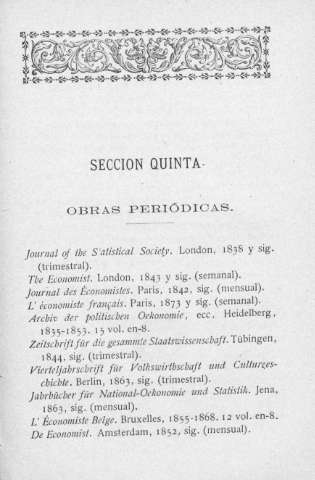 SECCION QUINTA.
OBRAS PERIÓDICAS.
Journal of the S'atistical Society. London, 1838 y sig.
(trimestral).
The Economist. London, 1843 y sig. (semanal).
Journal des Économistes. Paris, 1842, sig. (mensual).
L' économiste français. Paris, 1873 y sig. (semanal).
Archiv der politischen Oekonomie, ecc. Heidelberg,
1835-1853. 15 vol. en-8.
Zeitschrift für die gesammte Staatswissenschaft. Tübingen,
1844, sig. (trimestral).
Vierteljahrschrift für Volkswirthschaft und Culturges-
chichte. Berlin, 1863, sig. (trimestral).
Jahrbücher für National-Oekonomie und Statistik. Jena,
1863, sig. (mensual).
L' Économiste Belge. Bruxelles, 1855-1868. 12 vol. en-8.
De Economist. Amsterdam, 1852, sig. (mensual).